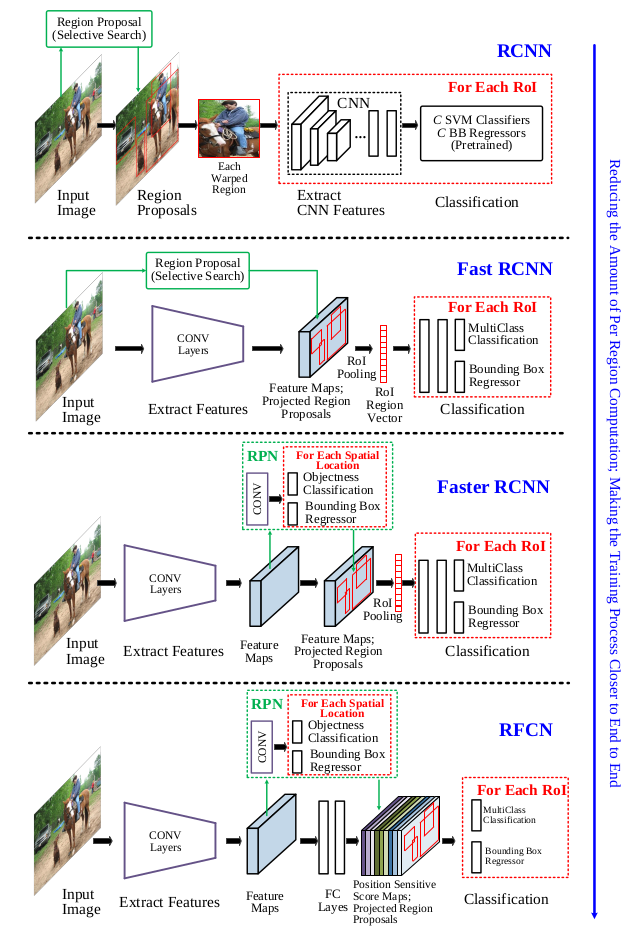 Region Proposal
(Selective Search)
RCNN
For Each RoI
CNN
...
C SVM Classifiers
C BB Regressors
(Pretrained)
Input
Image
Region
Proposals
Each
Warped
Region
Extract
CNN Features
Classification
Region Proposal
(Selective Search)
Fast RCNN
For Each RoI
CONV
Layers
MultiClass
Classification
Bounding Box
Regressor
RoI
Pooling
Input
Image
Extract Features
Feature Maps;
Projected Region
Proposals
RoI
Region
Vector
Classification
RPN
For Each Spatial
Location
CONV
Objectness
Classification
Bounding Box
Regressor
Faster RCNN
For Each RoI
CONV
Layers
MultiClass
Classification
Bounding Box
Regressor
RoI
Pooling
Input
Image
Extract Features
Feature
Maps
Feature Maps;
Projected Region
Proposals
Classification
RPN
For Each Spatial
Location
CONV
Objectness
Classification
Bounding Box
Regressor
RFCN
For Each RoI
CONV
Layers
MultiClass
Classification
Bounding Box
Regressor
Input
Image
Extract Features
Feature
Maps
FC
Layes
Position Sensitive
Score Maps;
Projected Region
Proposals
Classification
Reducing the Amount of Per Region Computation; Making the Training Process Closer to End to End